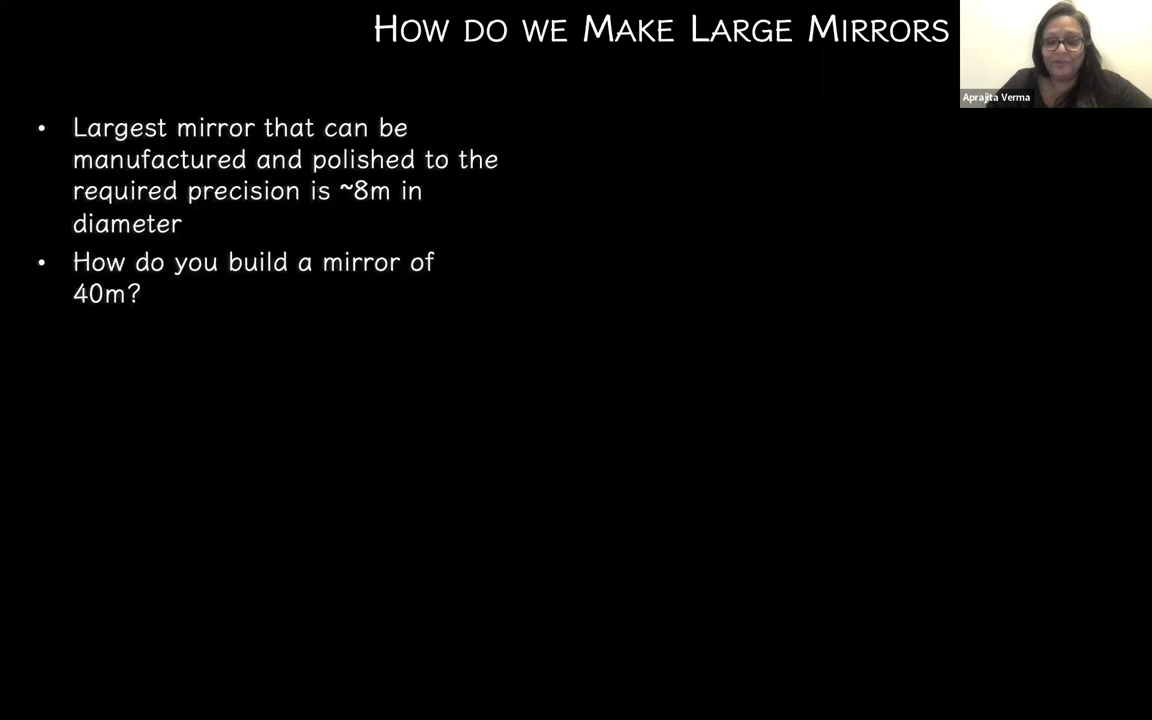 How do we Make Large Mirrors
Aprajita Verma
• Largest mirror that can be
manufactured and polished to the
required precision is ~8m in
diameter
• How do you build a mirror of
40m?